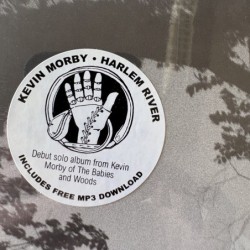 KEVIN MORBY • HARLEM RIVER
Debut solo album from Kevin
Morby of The Babies
and Woods
INCLUDES FREE MP3 DOWNLOAD